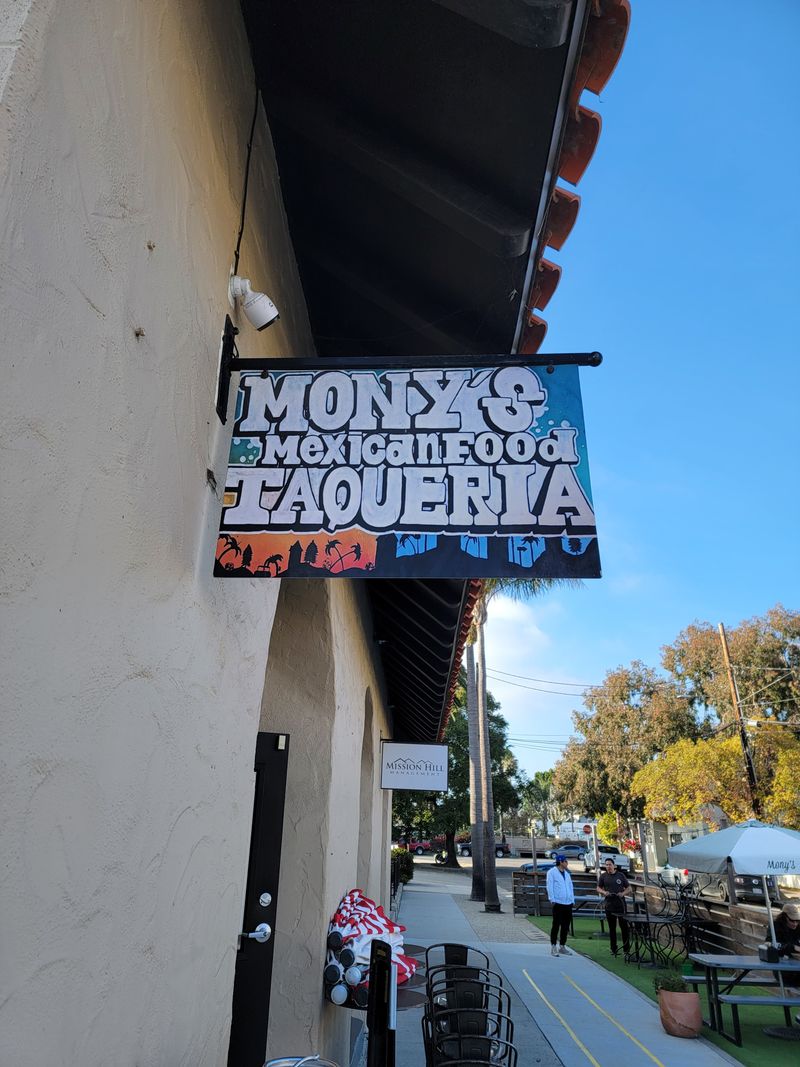 MONY'S
MexicanFOOd
TAQUERIA
MISSION HILL
MANAGEMENT
Mony's